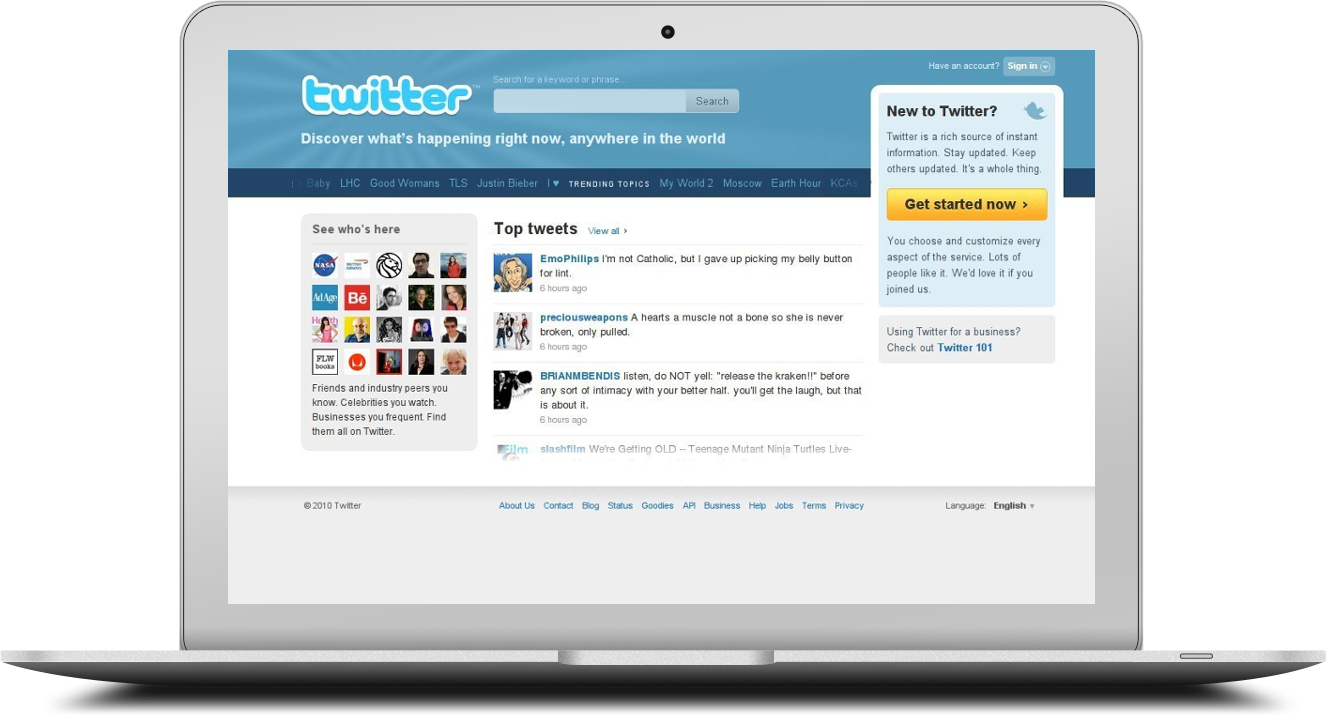 Have an account? Sign in
twitter™
Search for a keyword or phrase...
Search
Discover what's happening right now, anywhere in the world
Baby LHC Good Womans TLS Justin Bieber I ♥ TRENDING TOPICS My World 2 Moscow Earth Hour KCAs
New to Twitter?
Twitter is a rich source of instant
information. Stay updated. Keep
others updated. It's a whole thing.
Get started now ›
You choose and customize every
aspect of the service. Lots of
people like it. We'd love it if you
joined us.
Using Twitter for a business?
Check out Twitter 101
See who's here
NASA
BRITISH AIRWAYS
AdAge
Bē
Health
FLW
books
Friends and industry peers you
know. Celebrities you watch.
Businesses you frequent. Find
them all on Twitter.
Top tweets View all ›
EmoPhilips I'm not Catholic, but I gave up picking my belly button
for lint.
6 hours ago
preciousweapons A hearts a muscle not a bone so she is never
broken, only pulled.
6 hours ago
BRIANMBENDIS listen, do NOT yell: "release the kraken!!" before
any sort of intimacy with your better half. you'll get the laugh, but that
is about it.
6 hours ago
Film
slashfilm We're Getting OLD – Teenage Mutant Ninja Turtles Live-
© 2010 Twitter
About Us Contact Blog Status Goodies API Business Help Jobs Terms Privacy
Language: English